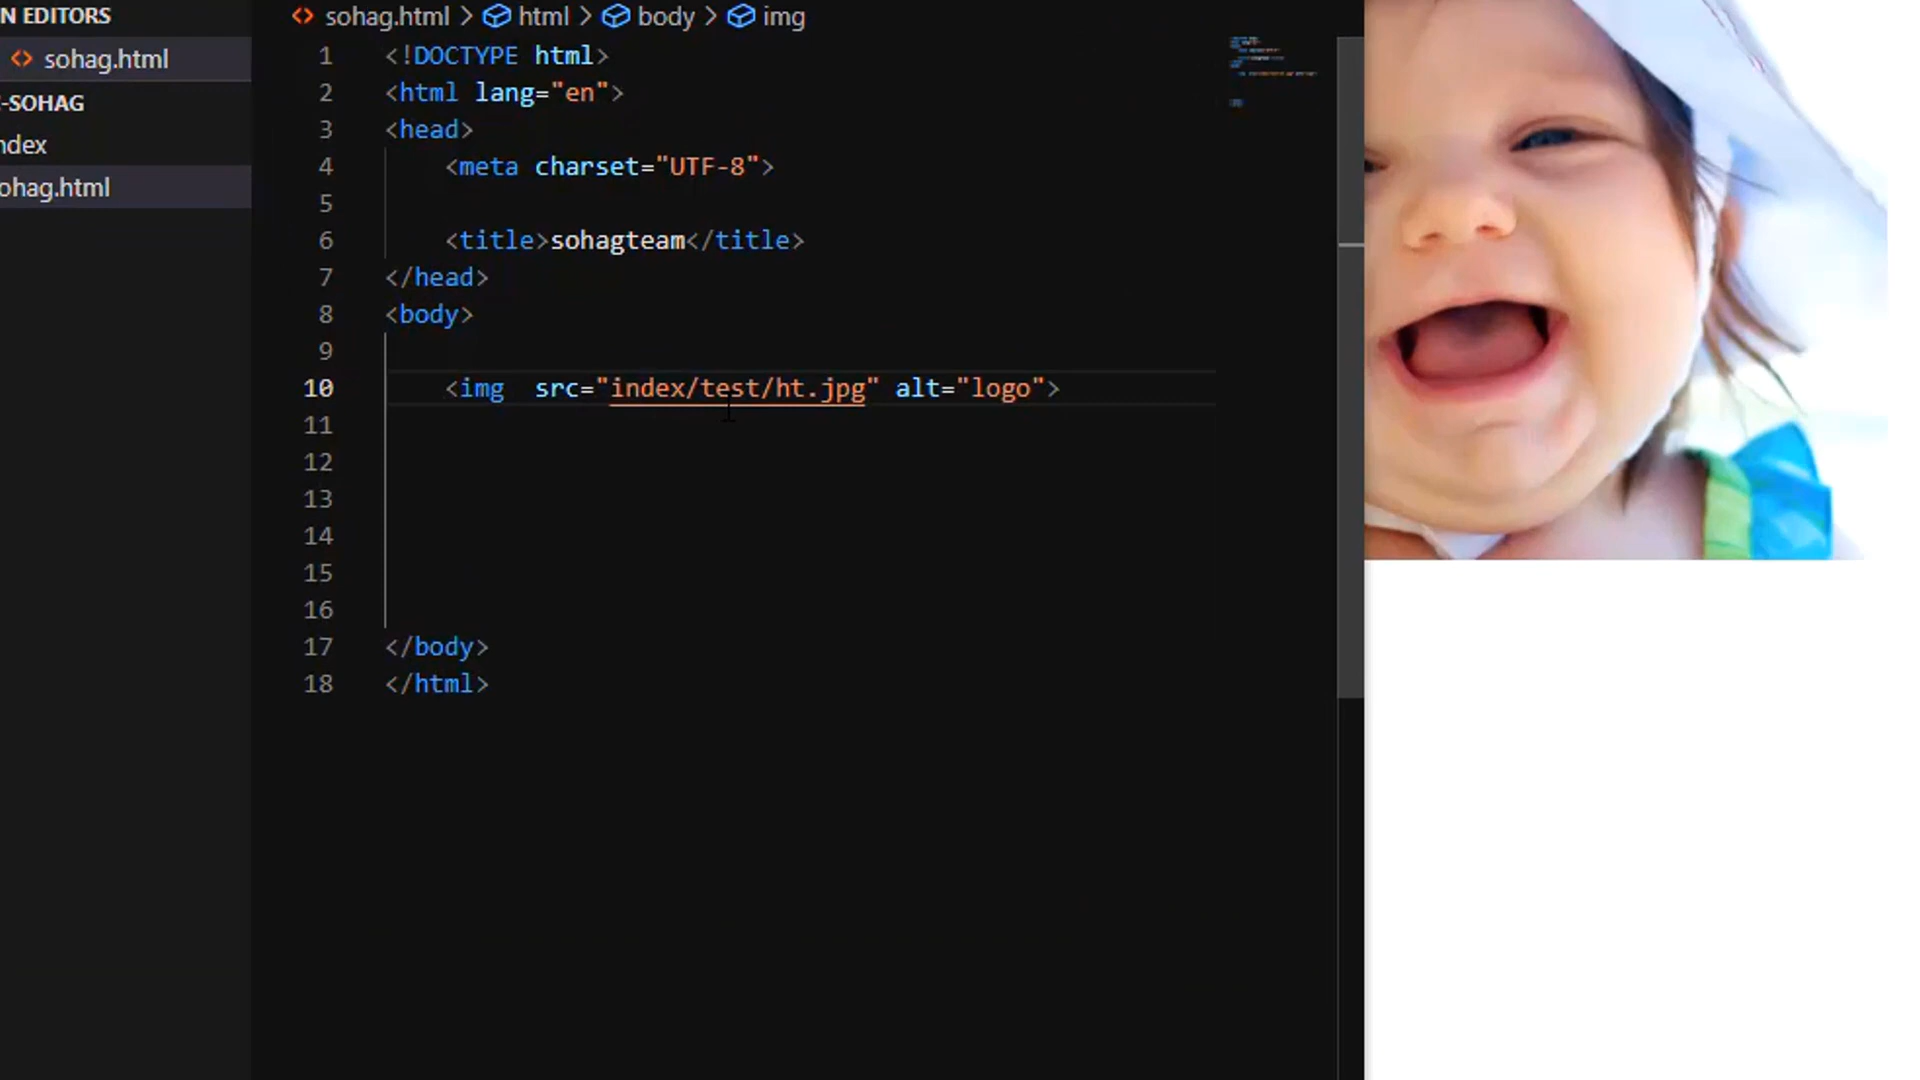 N EDITORS
sohag.html
-SOHAG
ndex
ohag.html
sohag.html > html > body > img
1 <!DOCTYPE html>
2 <html lang="en">
3 <head>
4 <meta charset="UTF-8">
5
6 <title>sohagteam</title>
7 </head>
8 <body>
9
10 <img  src="index/test/ht.jpg" alt="logo">
11
12
13
14
15
16
17 </body>
18 </html>